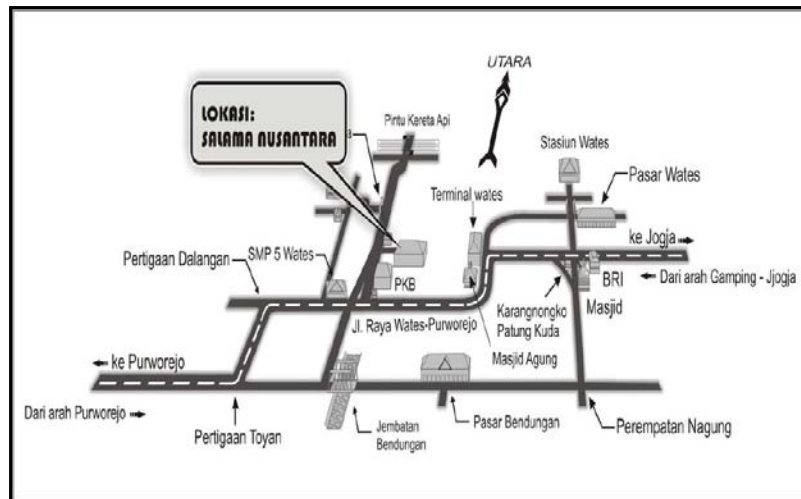 UTARA
LOKASI:
SALAMA NUSANTARA
Pintu Kereta Api
Stasiun Wates
Pasar Wates
Terminal wates
ke Jogja
SMP 5 Wates
Pertigaan Dalangan
PKB
BRI
Dari arah Gamping - Jjogja
Karangnongko
Patung Kuda
Masjid
Jl. Raya Wates-Purworejo
Masjid Agung
ke Purworejo
Dari arah Purworejo
Pertigaan Toyan
Jembatan
Bendungan
Pasar Bendungan
Perempatan Nagung